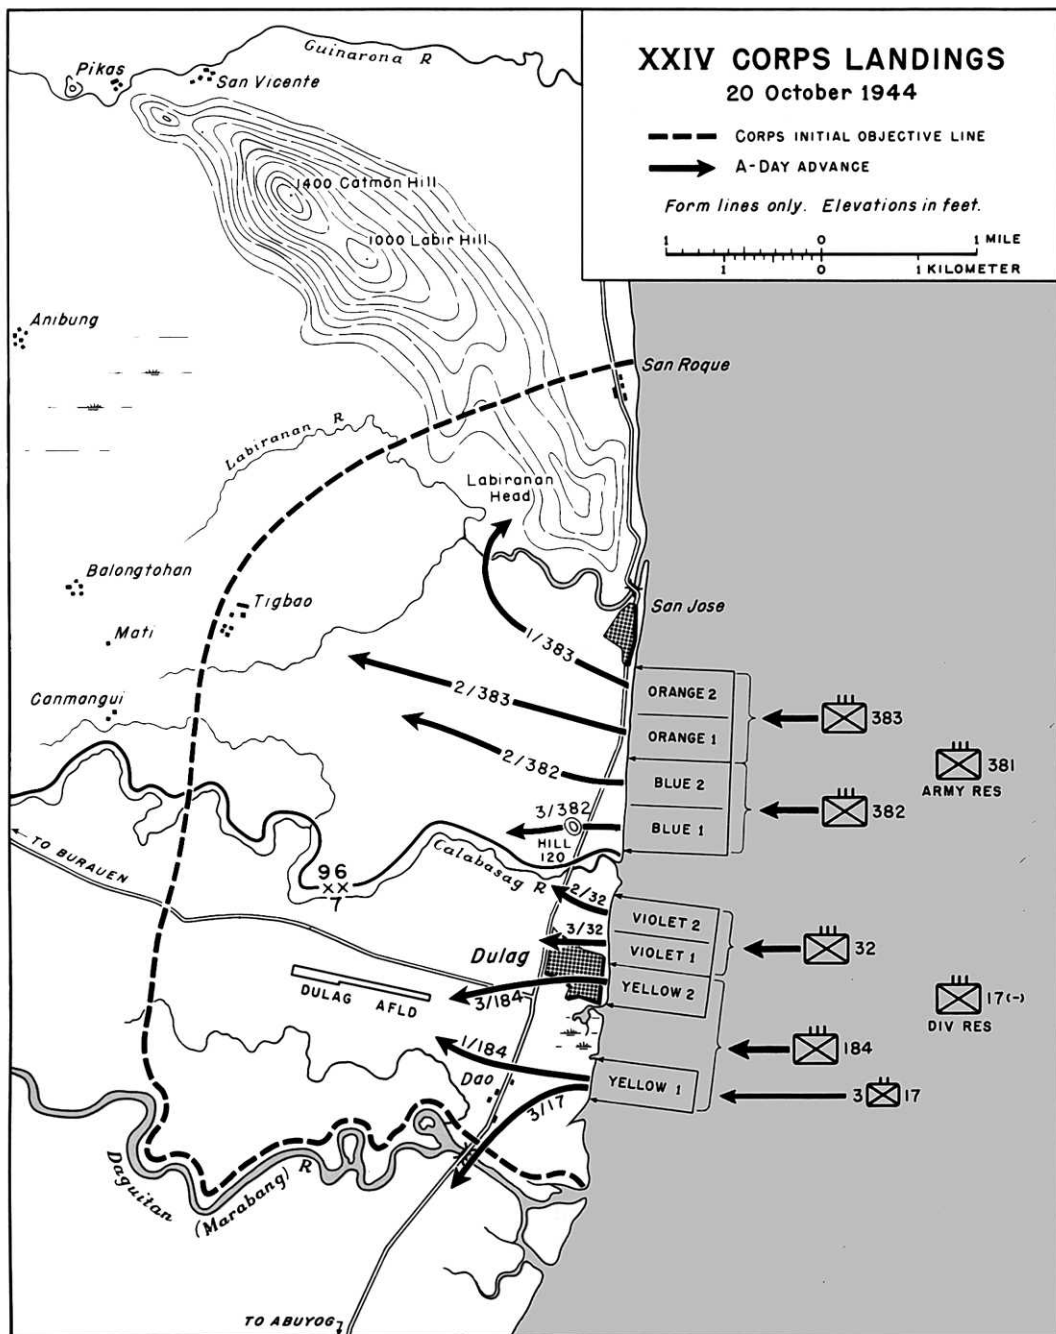 XXIV CORPS LANDINGS
20 October 1944
CORPS INITIAL OBJECTIVE LINE
A-DAY ADVANCE
Form lines only. Elevations in feet.
1 0 1 MILE
1 0 1 KILOMETER
Guinarona R
Pikas
San Vicente
1400 Catmon Hill
1000 Labir Hill
Anibung
San Roque
Labiranan R
Labiranan
Head
Balongtohan
Tigbao
San Jose
Mati
1/383
2/383
ORANGE 2
383
Canmangui
ORANGE 1
2/382
BLUE 2
381
ARMY RES
3/382
BLUE 1
382
HILL
120
TO BURAUEN
Calabasag R
96
XX
7
2/32
VIOLET 2
3/32
VIOLET 1
32
Dulag
YELLOW 2
DULAG AFLD
3/184
17(-)
DIV RES
1/184
184
Dao
YELLOW 1
3 17
3/17
Daguitan
(Marabang) R
TO ABUYOG